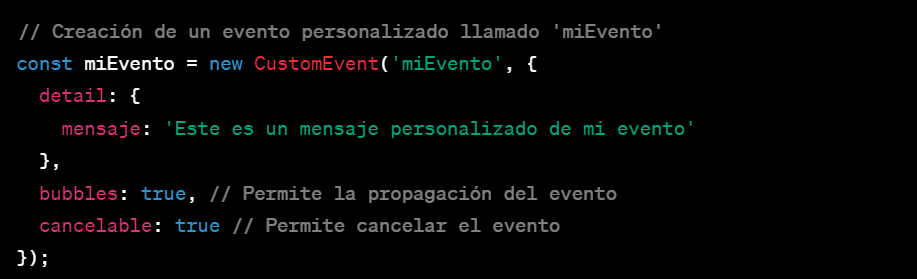 // Creación de un evento personalizado llamado 'miEvento'
const miEvento = new CustomEvent('miEvento', {
  detail: {
    mensaje: 'Este es un mensaje personalizado de mi evento'
  },
  bubbles: true, // Permite la propagación del evento
  cancelable: true // Permite cancelar el evento
});